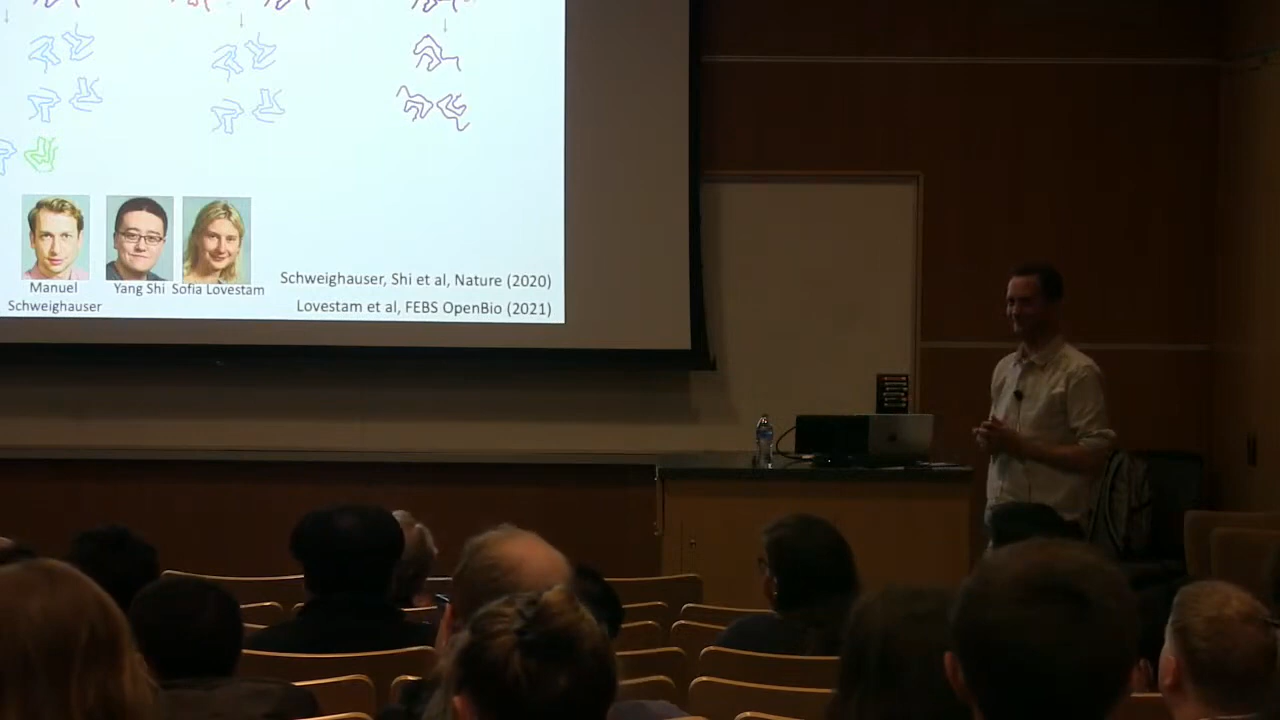 Manuel
Schweighauser
Yang Shi
Sofia Lovestam
Schweighauser, Shi et al, Nature (2020)
Lovestam et al, FEBS OpenBio (2021)